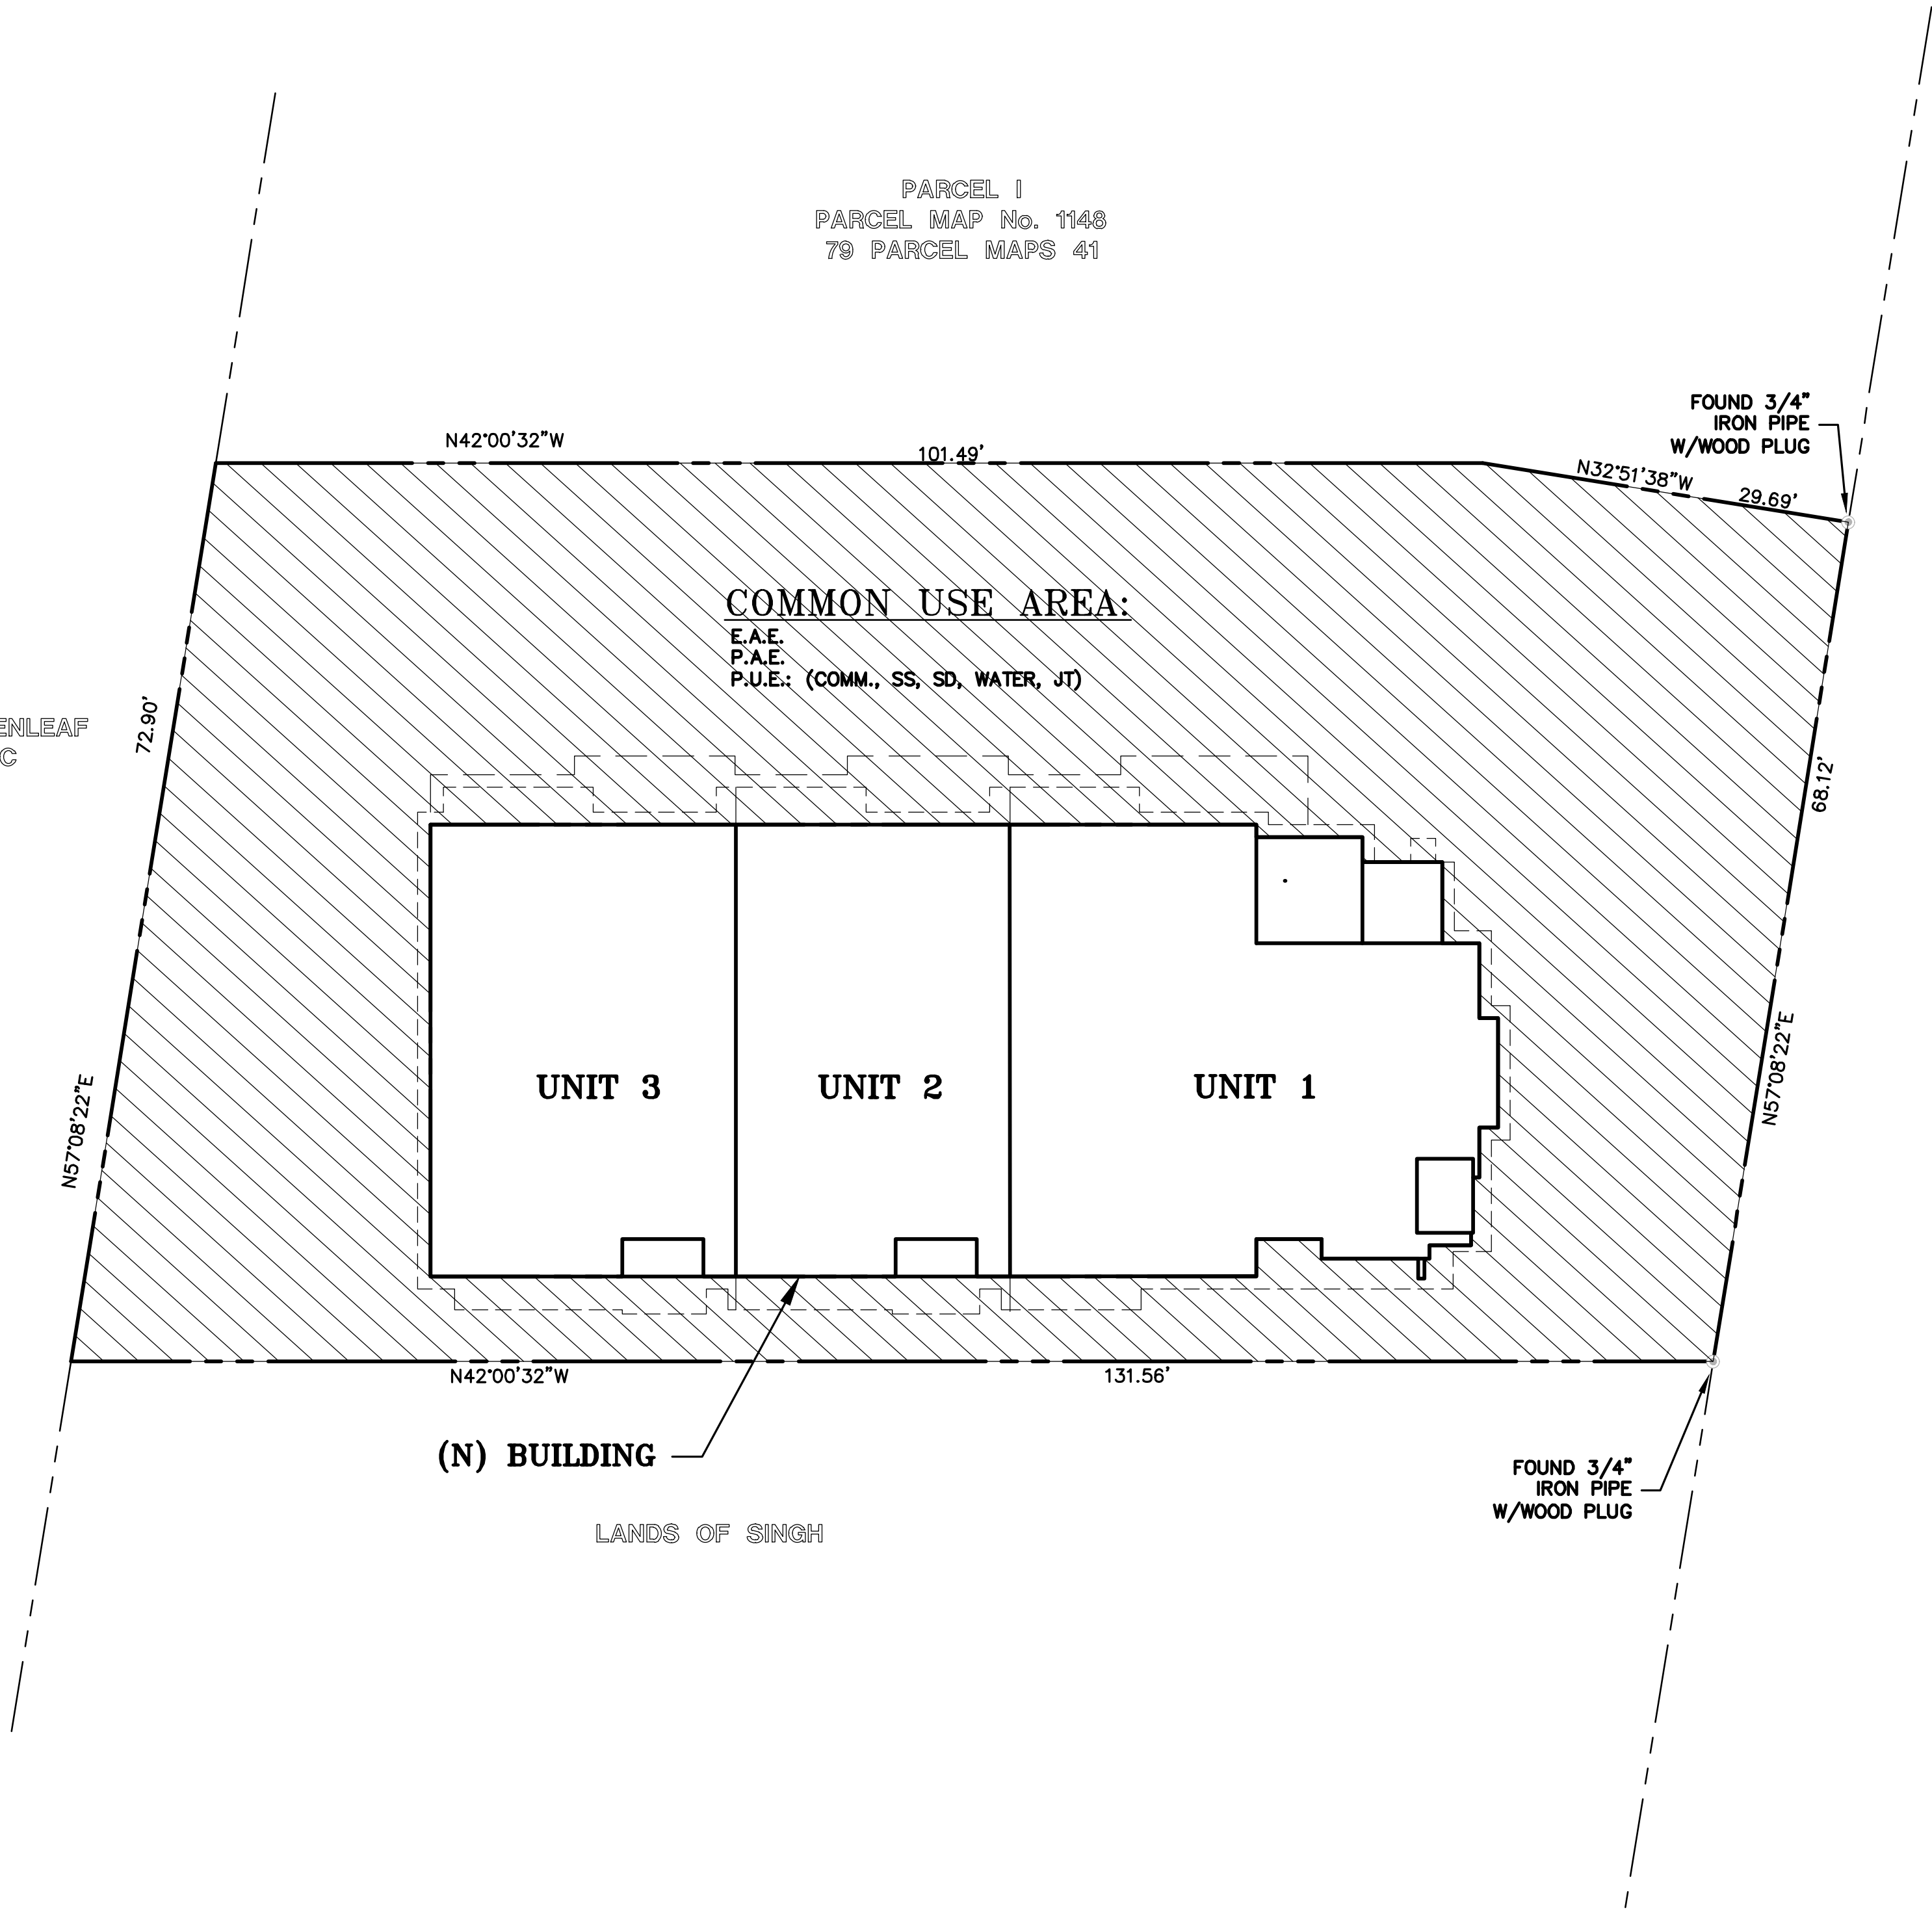 PARCEL I
PARCEL MAP No. 1148
79 PARCEL MAPS 41
FOUND 3/4"
IRON PIPE
W/WOOD PLUG
N42°00'32"W
101.49'
N32°51'38"W
29.69'
COMMON USE AREA:
E.A.E.
P.A.E.
P.U.E.: (COMM., SS, SD, WATER, JT)
72.90'
ENLEAF
C
68.12'
N57°08'22"E
N57°08'22"E
UNIT 3
UNIT 2
UNIT 1
N42°00'32"W
131.56'
(N) BUILDING
FOUND 3/4"
IRON PIPE
W/WOOD PLUG
LANDS OF SINGH